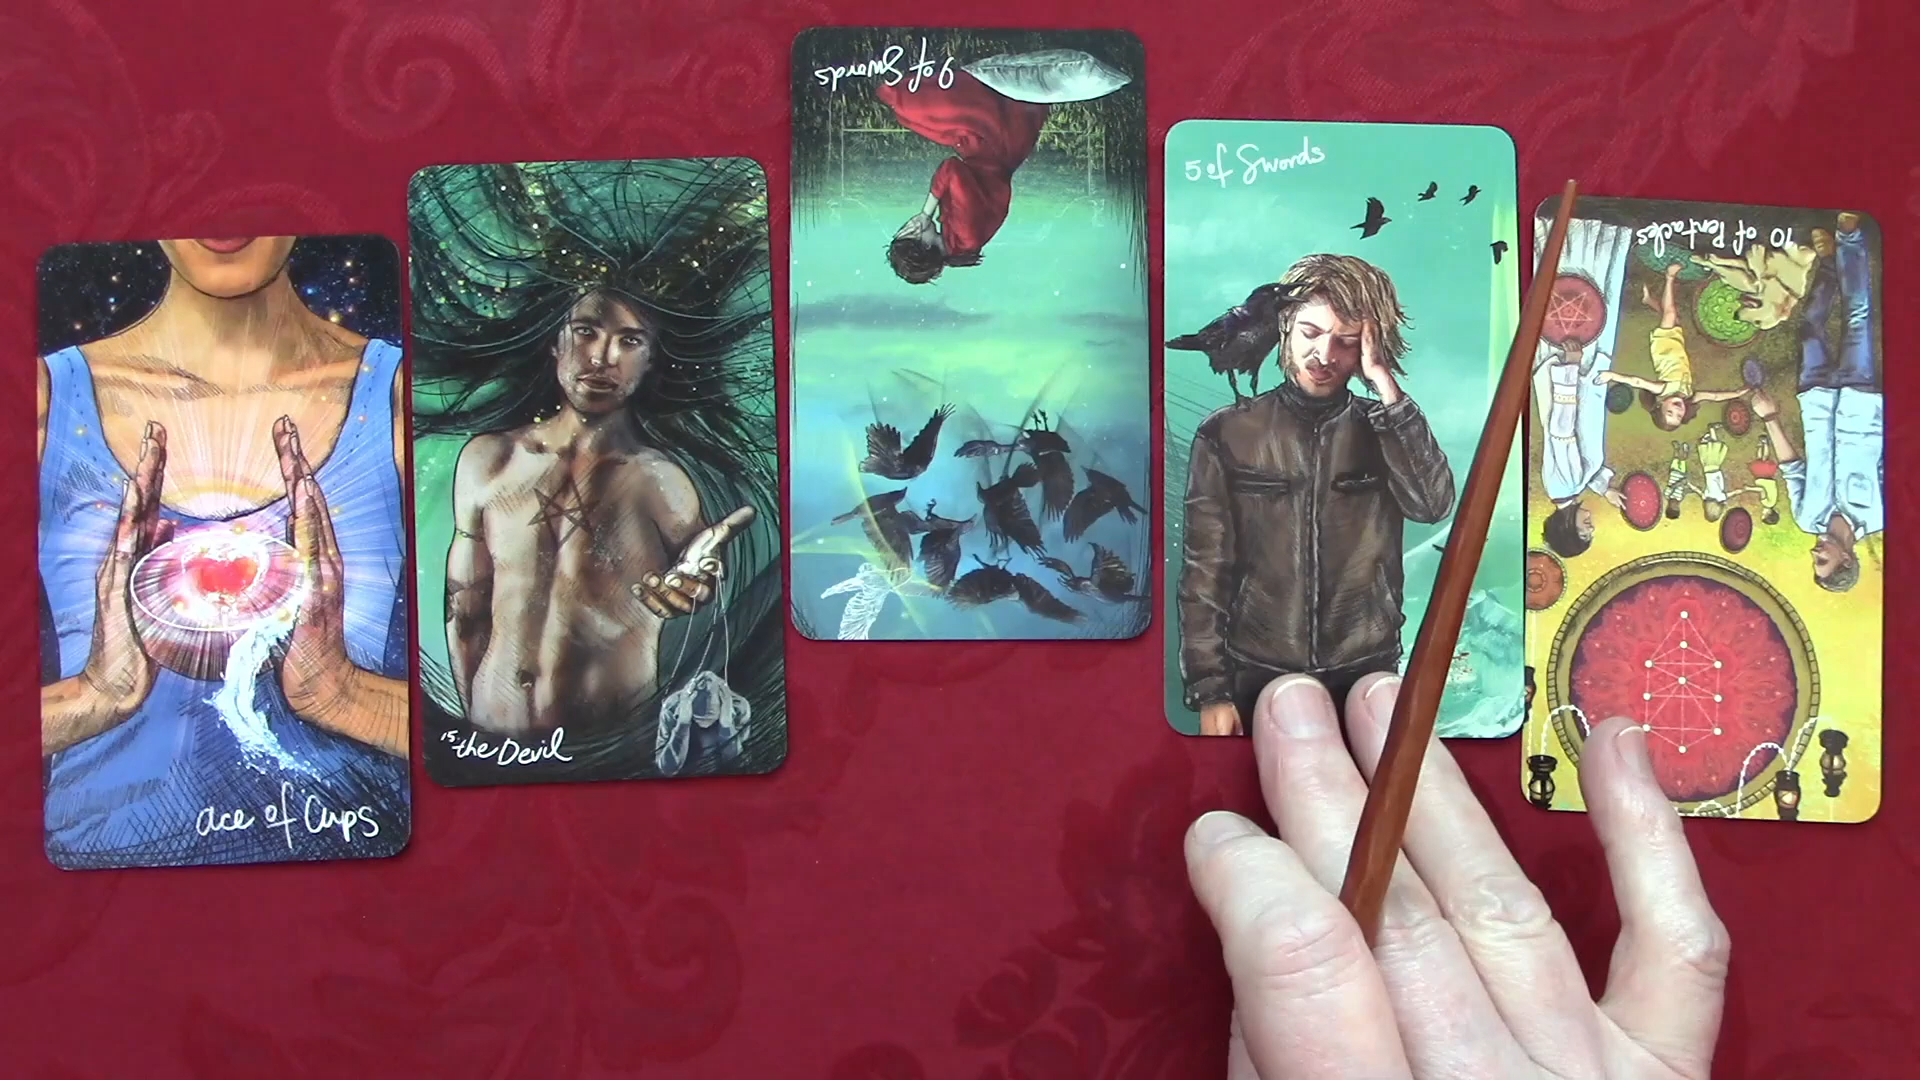 ace of Cups
15 the Devil
9 of Swords
5 of Swords
10 of Pentacles